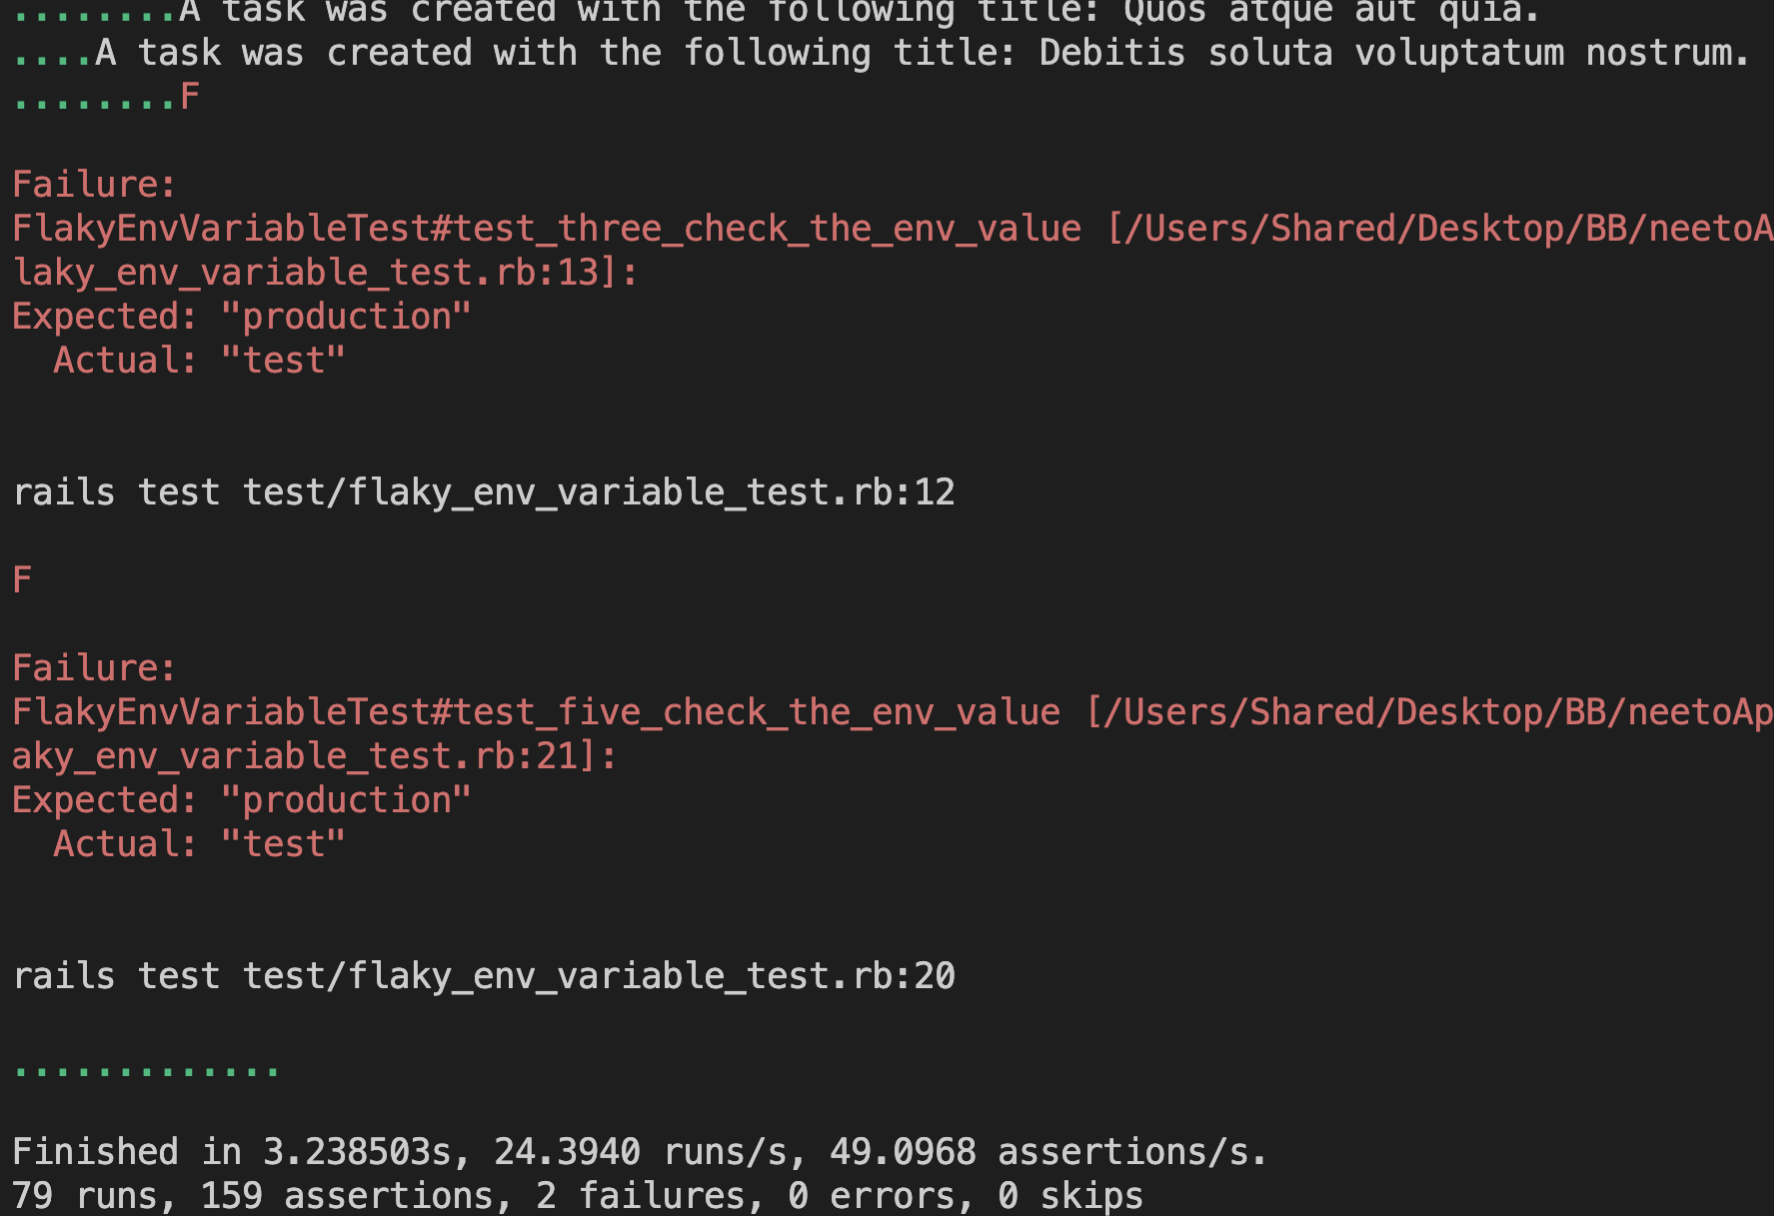 ........A task was created with the following title: Quos atque aut quia.
....A task was created with the following title: Debitis soluta voluptatum nostrum.
........F
Failure:
FlakyEnvVariableTest#test_three_check_the_env_value [/Users/Shared/Desktop/BB/neetoA
laky_env_variable_test.rb:13]:
Expected: "production"
  Actual: "test"
rails test test/flaky_env_variable_test.rb:12
F
Failure:
FlakyEnvVariableTest#test_five_check_the_env_value [/Users/Shared/Desktop/BB/neetoAp
aky_env_variable_test.rb:21]:
Expected: "production"
  Actual: "test"
rails test test/flaky_env_variable_test.rb:20
.............
Finished in 3.238503s, 24.3940 runs/s, 49.0968 assertions/s.
79 runs, 159 assertions, 2 failures, 0 errors, 0 skips